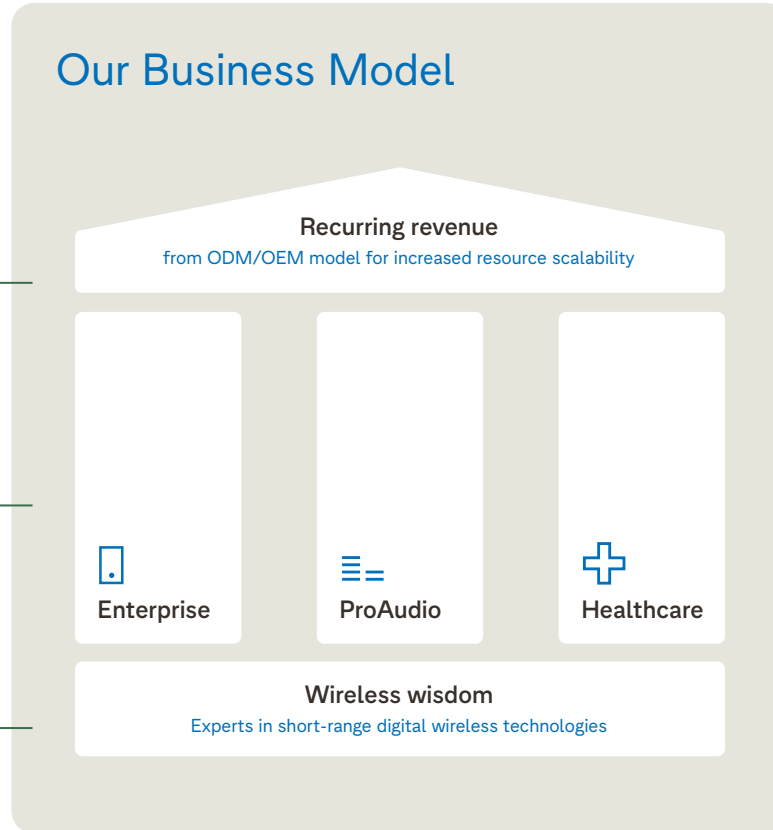 Our Business Model
Recurring revenue
from ODM/OEM model for increased resource scalability
Enterprise
ProAudio
Healthcare
Wireless wisdom
Experts in short-range digital wireless technologies